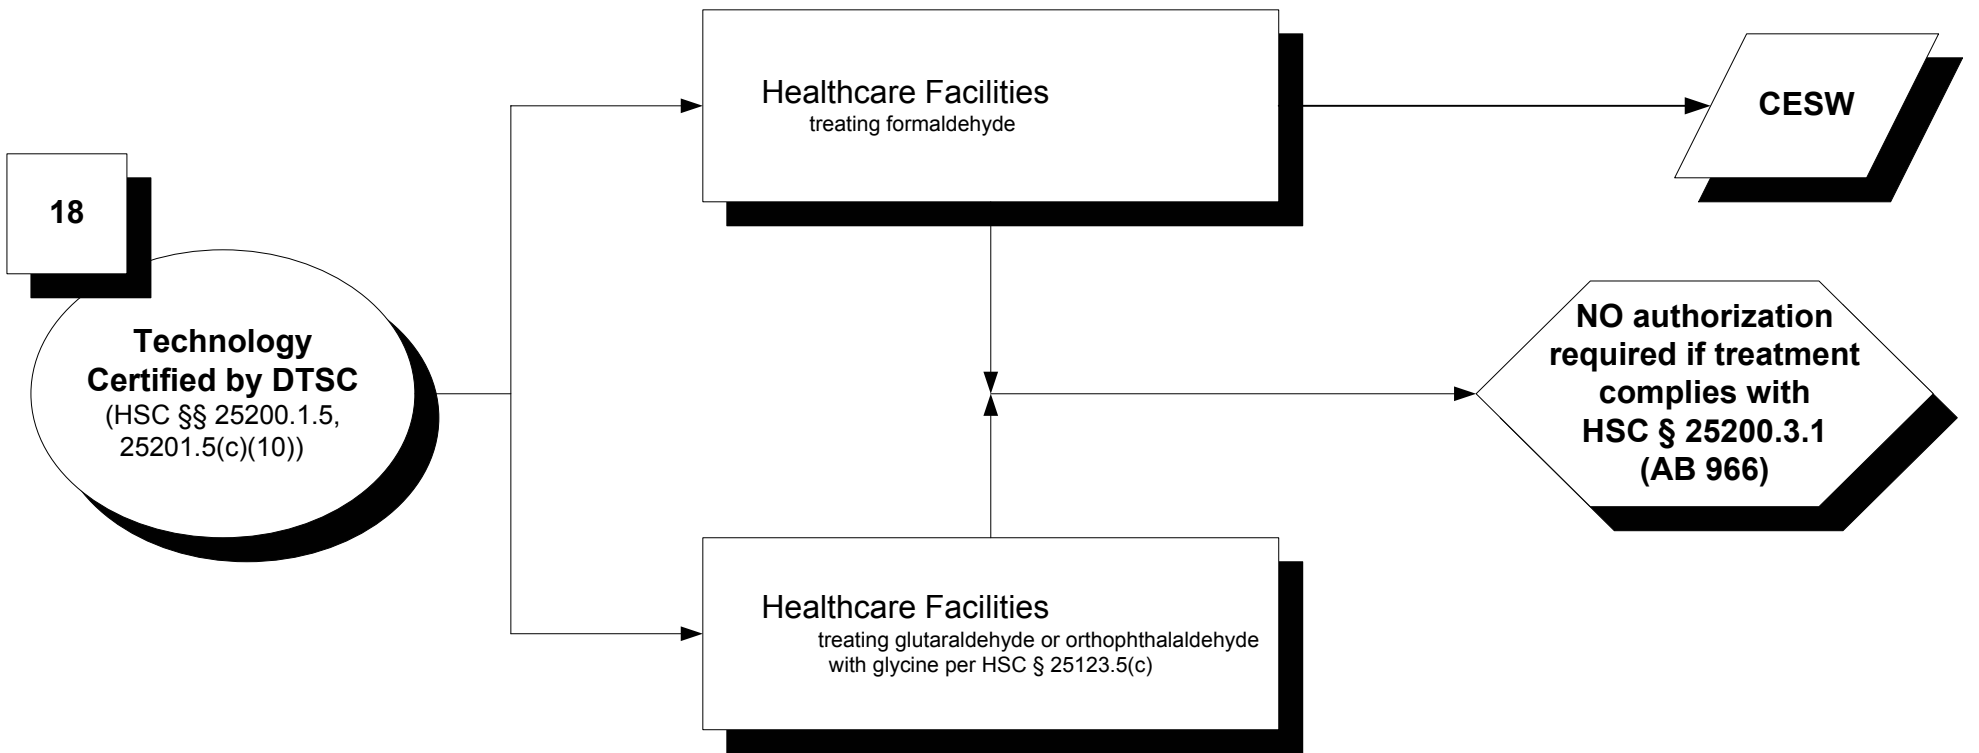 18
Technology
Certified by DTSC
(HSC §§ 25200.1.5,
25201.5(c)(10))
Healthcare Facilities
treating formaldehyde
CESW
Healthcare Facilities
treating glutaraldehyde or orthophthalaldehyde
with glycine per HSC § 25123.5(c)
NO authorization
required if treatment
complies with
HSC § 25200.3.1
(AB 966)